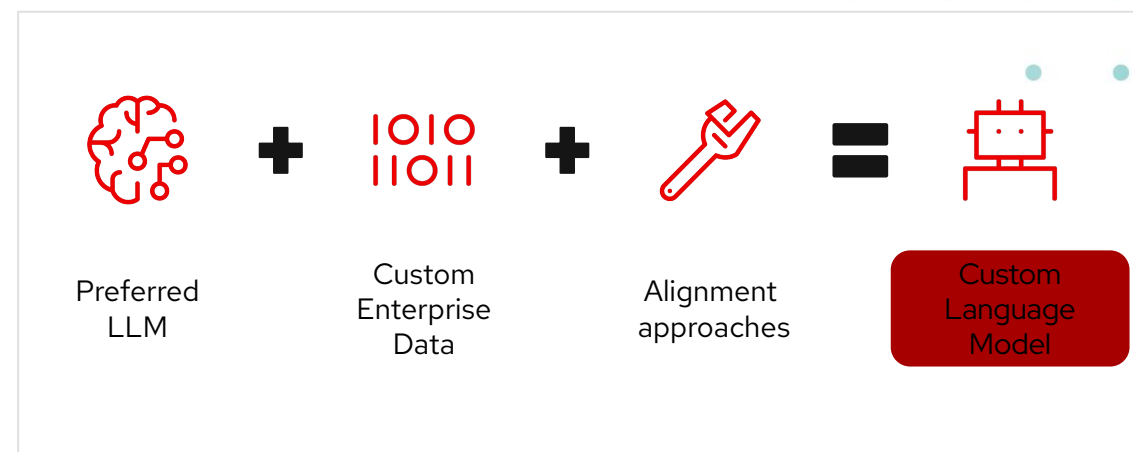 1010
11011
Preferred
LLM
Custom
Enterprise
Data
Alignment
approaches
Custom
Language
Model